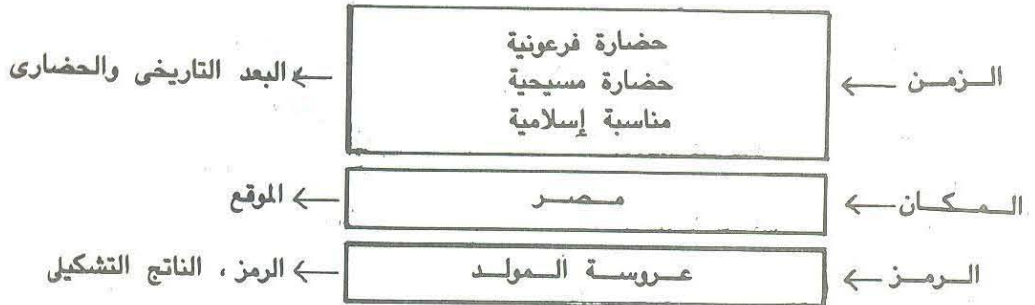 حضارة فرعونية
الزمن ← حضارة مسيحية ← البعد التاريخى والحضارى
مناسبة إسلامية
المكان ← مصر ← الموقع
الرمز ← عروسة المولد ← الرمز ، الناتج التشكيلى